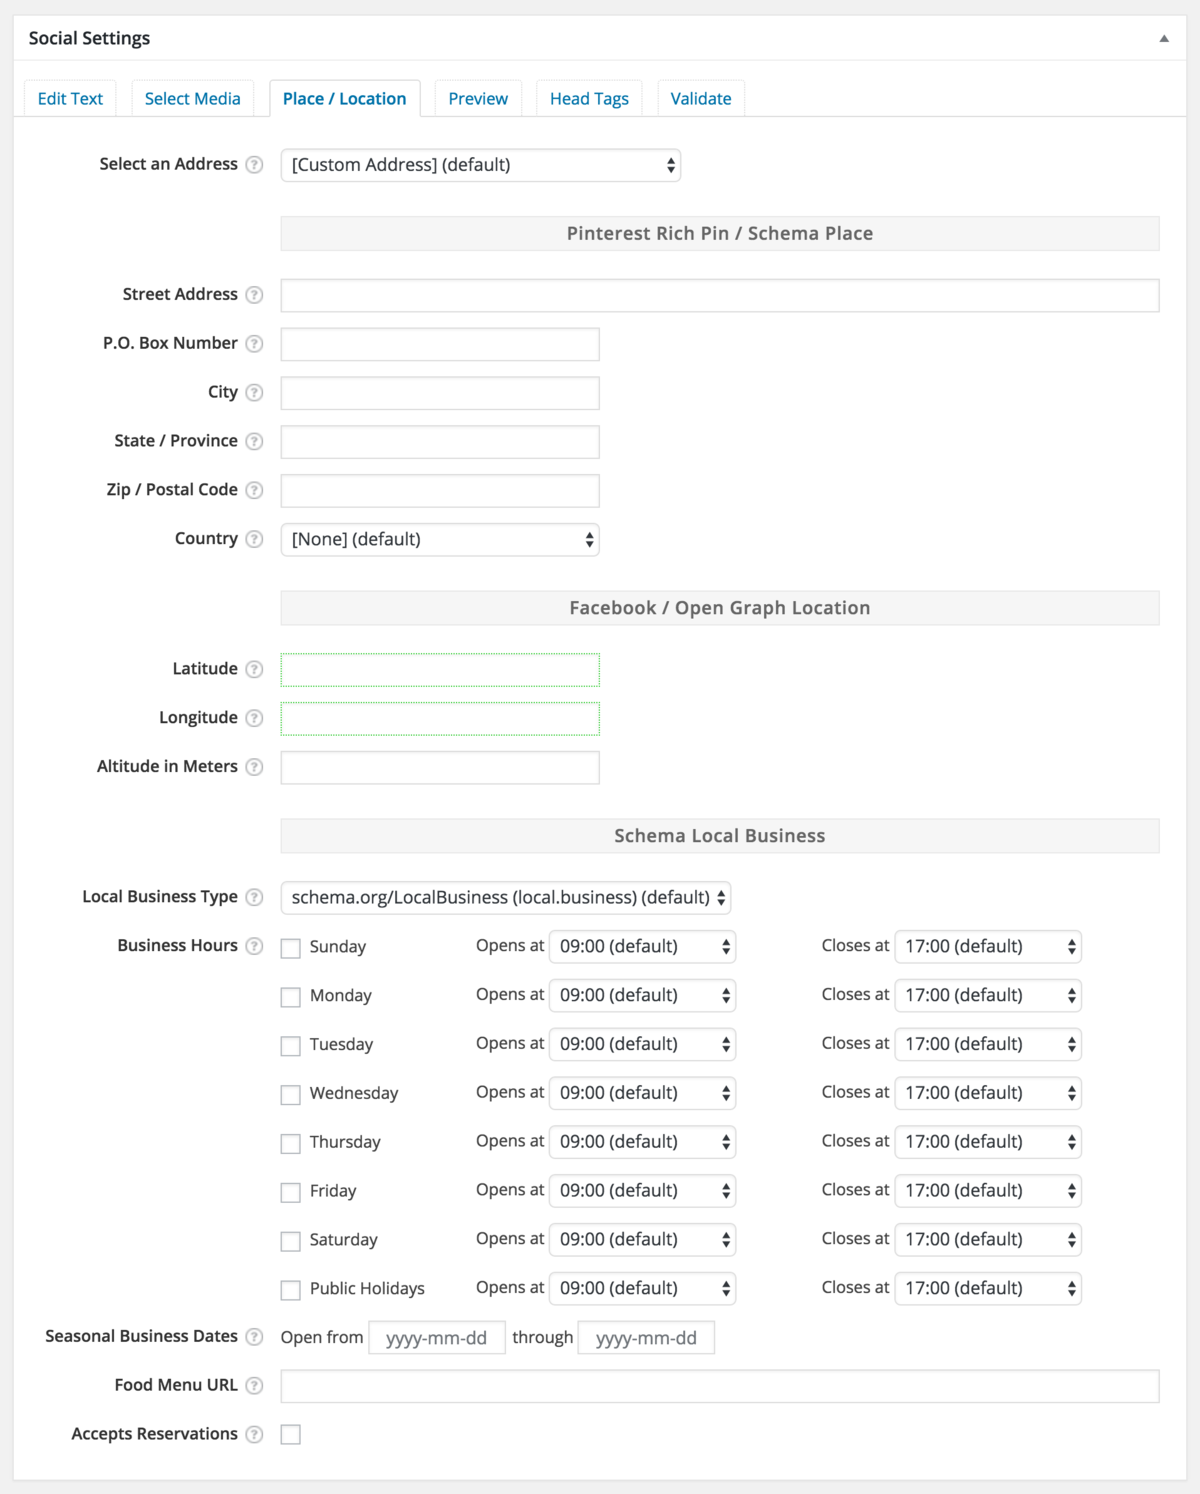 Social Settings
Edit Text Select Media Place / Location Preview Head Tags Validate
Select an Address ? [Custom Address] (default)
Pinterest Rich Pin / Schema Place
Street Address ?
P.O. Box Number ?
City ?
State / Province ?
Zip / Postal Code ?
Country ? [None] (default)
Facebook / Open Graph Location
Latitude ?
Longitude ?
Altitude in Meters ?
Schema Local Business
Local Business Type ? schema.org/LocalBusiness (local.business) (default)
Business Hours ? Sunday Opens at 09:00 (default) Closes at 17:00 (default)
Monday Opens at 09:00 (default) Closes at 17:00 (default)
Tuesday Opens at 09:00 (default) Closes at 17:00 (default)
Wednesday Opens at 09:00 (default) Closes at 17:00 (default)
Thursday Opens at 09:00 (default) Closes at 17:00 (default)
Friday Opens at 09:00 (default) Closes at 17:00 (default)
Saturday Opens at 09:00 (default) Closes at 17:00 (default)
Public Holidays Opens at 09:00 (default) Closes at 17:00 (default)
Seasonal Business Dates ? Open from yyyy-mm-dd through yyyy-mm-dd
Food Menu URL ?
Accepts Reservations ?